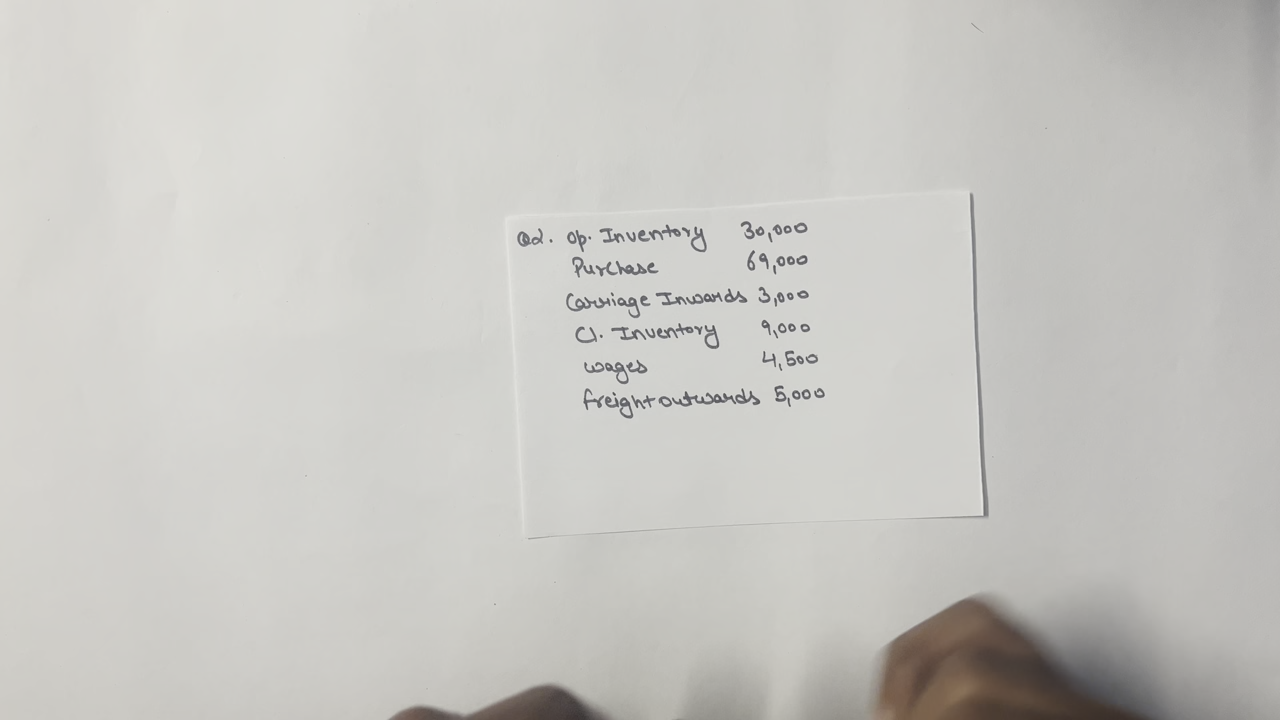 Q2. Op. Inventory 30,000
Purchase 69,000
Carriage Inwards 3,000
Cl. Inventory 9,000
wages 4,500
freight outwards 5,000